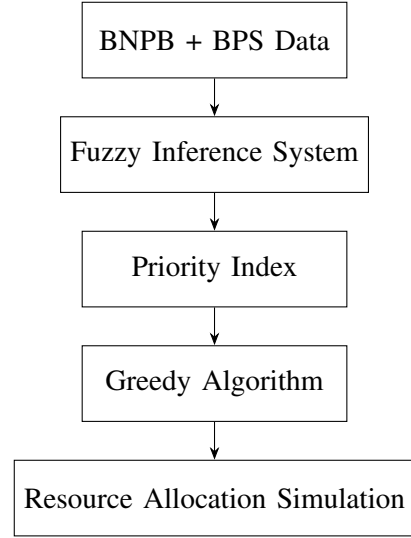 BNPB + BPS Data
Fuzzy Inference System
Priority Index
Greedy Algorithm
Resource Allocation Simulation